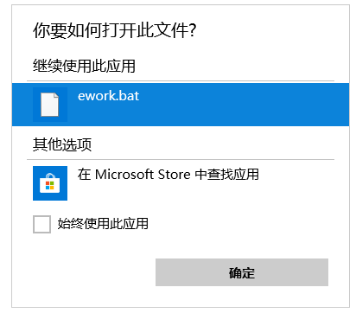 你要如何打开此文件?
继续使用此应用
ework.bat
其他选项
在 Microsoft Store 中查找应用
始终使用此应用
确定